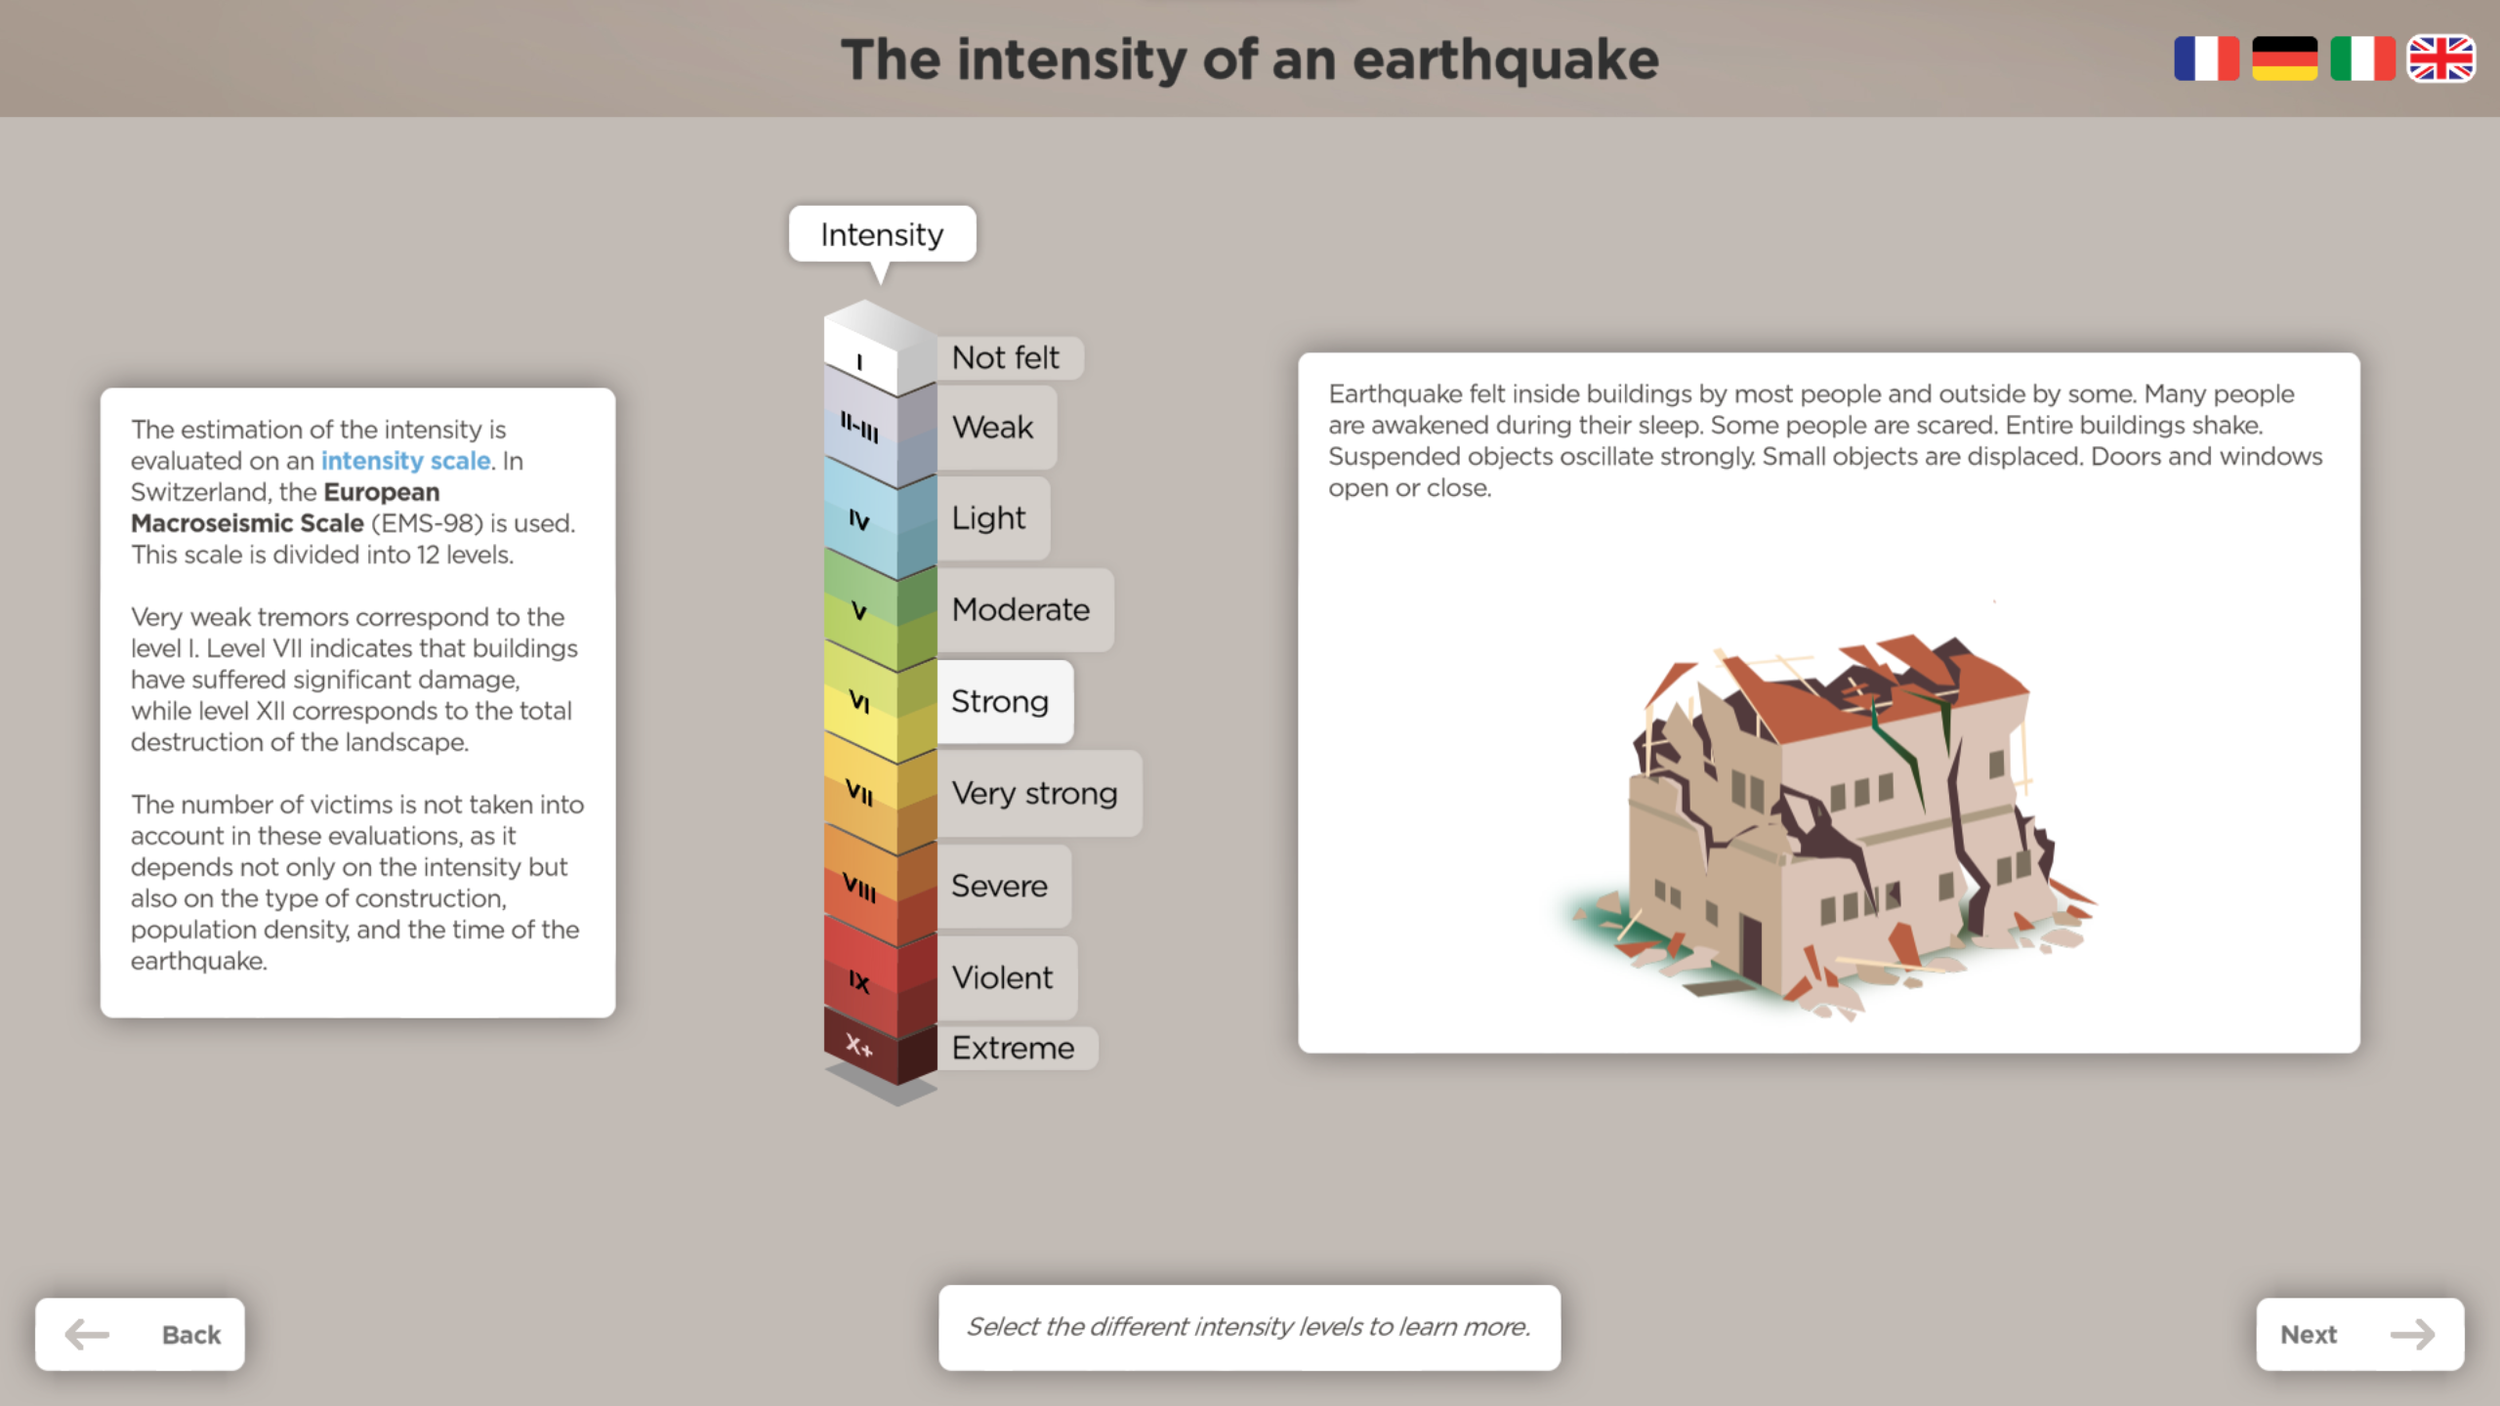 The intensity of an earthquake
Intensity
I
Not felt
II-III
Weak
IV
Light
V
Moderate
VI
Strong
VII
Very strong
VIII
Severe
IX
Violent
X+
Extreme
The estimation of the intensity is
evaluated on an intensity scale. In
Switzerland, the European
Macroseismic Scale (EMS-98) is used.
This scale is divided into 12 levels.
Very weak tremors correspond to the
level I. Level VII indicates that buildings
have suffered significant damage,
while level XII corresponds to the total
destruction of the landscape.
The number of victims is not taken into
account in these evaluations, as it
depends not only on the intensity but
also on the type of construction,
population density, and the time of the
earthquake.
Earthquake felt inside buildings by most people and outside by some. Many people
are awakened during their sleep. Some people are scared. Entire buildings shake.
Suspended objects oscillate strongly. Small objects are displaced. Doors and windows
open or close.
Back
Select the different intensity levels to learn more.
Next